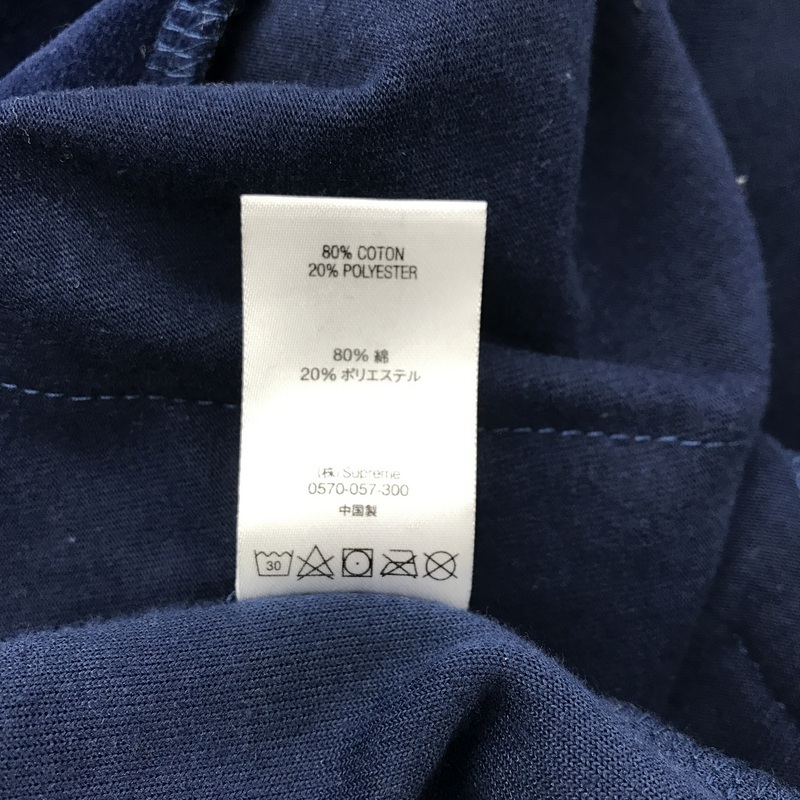 80% COTON
20% POLYESTER
80% 綿
20% ポリエステル
(株) Supreme
0570-057-300
中国製
30